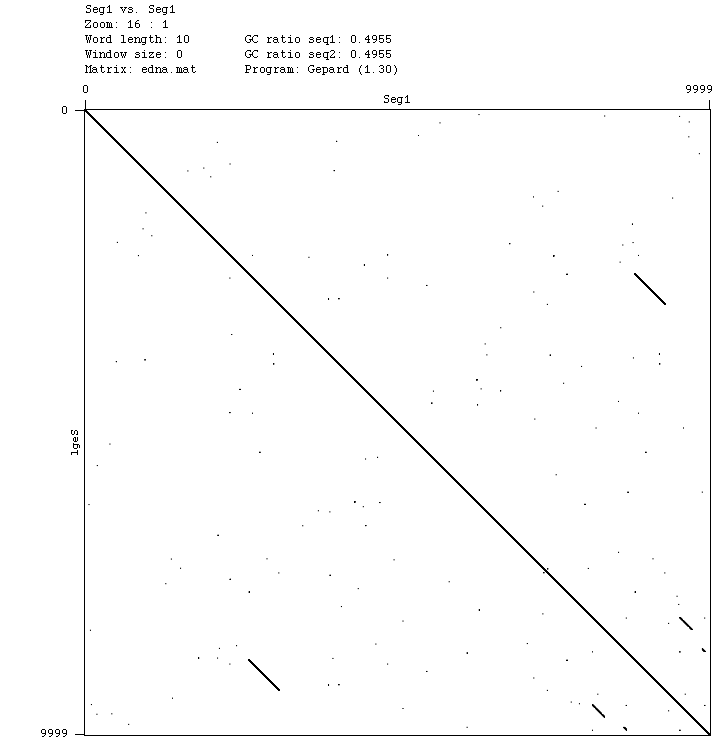 Seg1 vs. Seg1
Zoom: 16 : 1
Word length: 10 GC ratio seq1: 0.4955
Window size: 0 GC ratio seq2: 0.4955
Matrix: edna.mat Program: Gepard (1.30)
0 9999
Seg1
0
Seg1
9999